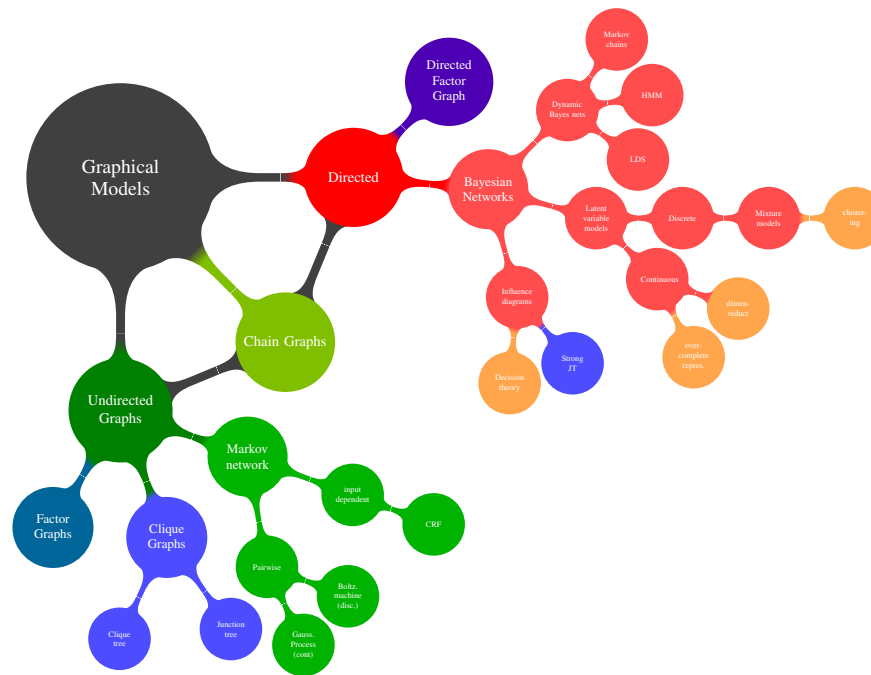 Graphical
Models
Directed
Directed
Factor
Graph
Bayesian
Networks
Dynamic
Bayes nets
Markov
chains
HMM
LDS
Latent
variable
models
Discrete
Mixture
models
cluster-
ing
Continuous
dimen-
reduct
over-
complete
repres.
Influence
diagrams
Strong
JT
Decision
theory
Chain Graphs
Undirected
Graphs
Markov
network
input
dependent
CRF
Pairwise
Boltz.
machine
(disc.)
Gauss.
Process
(cont)
Factor
Graphs
Clique
Graphs
Clique
tree
Junction
tree